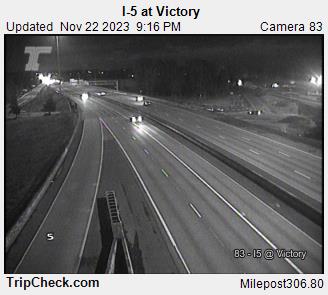 I-5 at Victory
Updated Nov 22 2023 9:16 PM Camera 83
S
83 - I5 @ Victory
TripCheck.com Milepost306.80